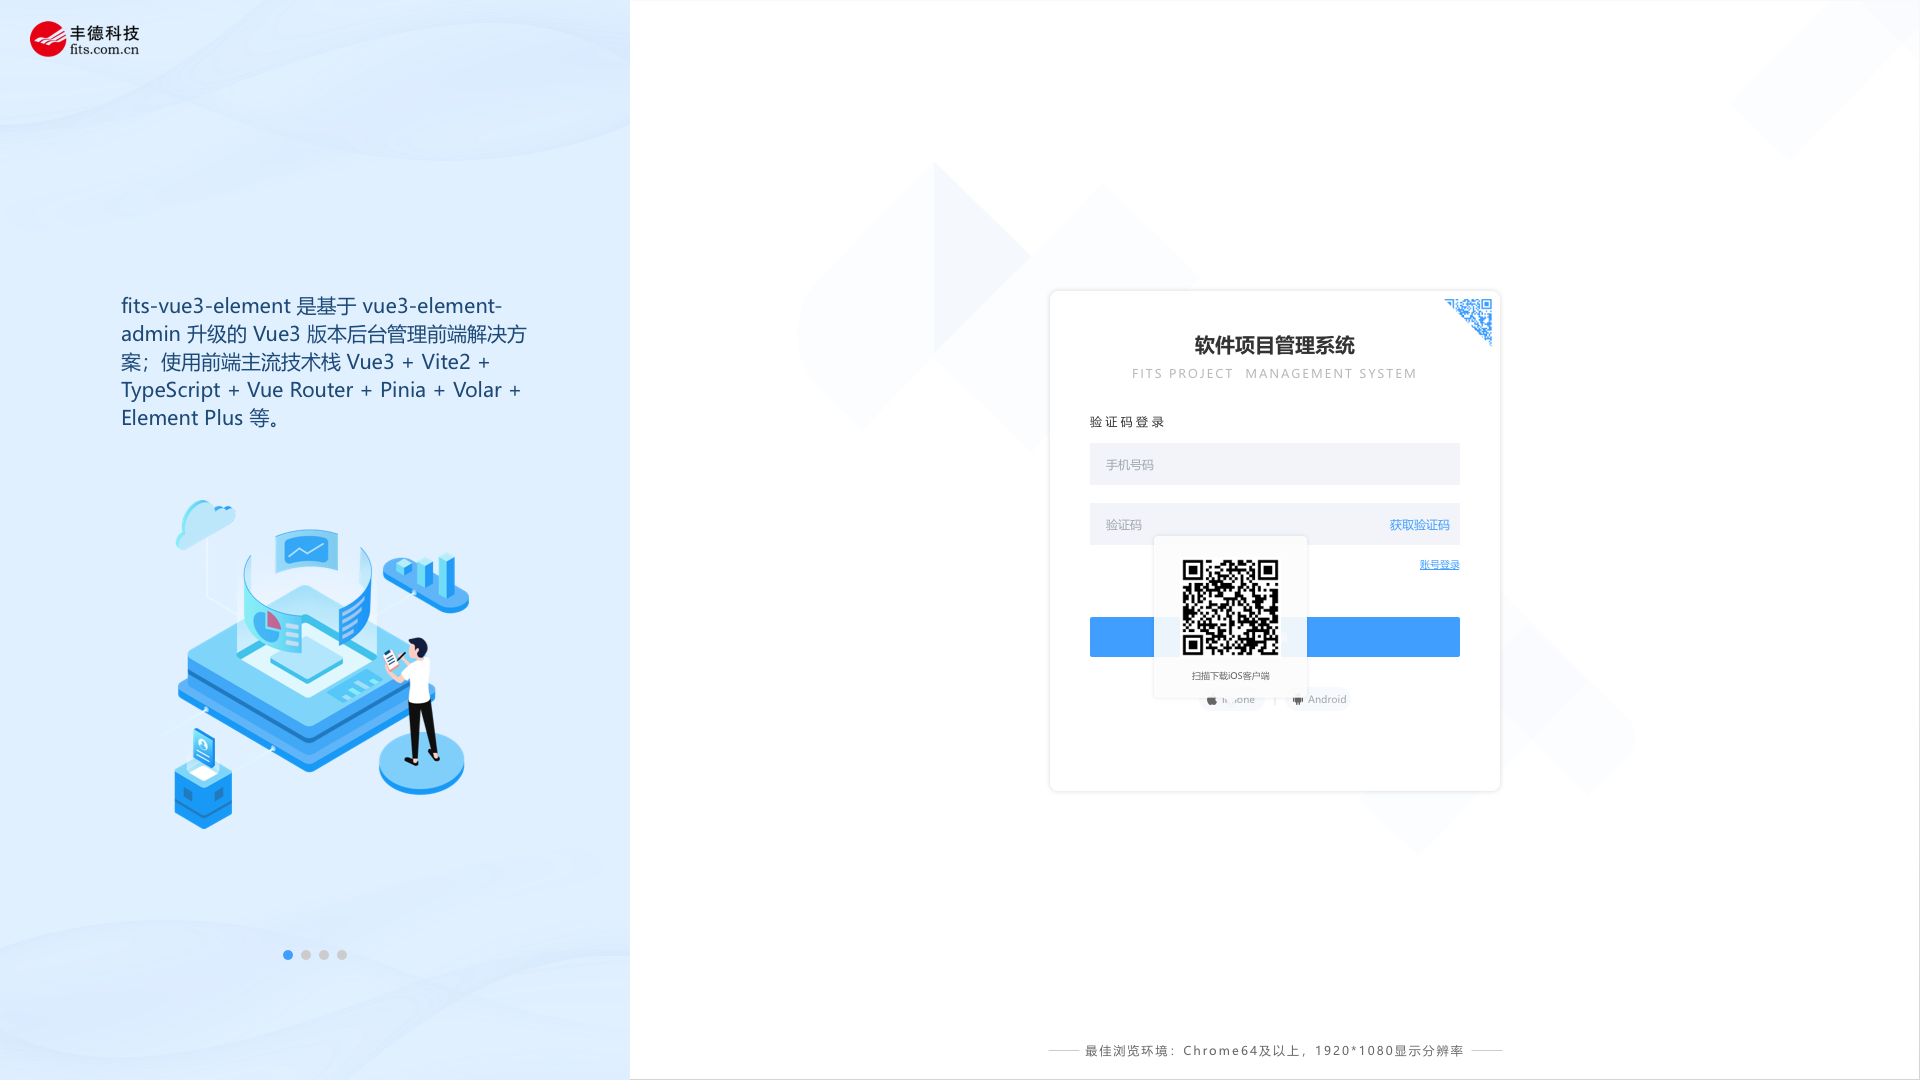 丰德科技
fits.com.cn
fits-vue3-element 是基于 vue3-element-
admin 升级的 Vue3 版本后台管理前端解决方
案；使用前端主流技术栈 Vue3 + Vite2 +
TypeScript + Vue Router + Pinia + Volar +
Element Plus 等。
软件项目管理系统
FITS PROJECT MANAGEMENT SYSTEM
验证码登录
手机号码
验证码 获取验证码
账号登录
扫描下载iOS客户端
Android
最佳浏览环境：Chrome64及以上，1920*1080显示分辨率